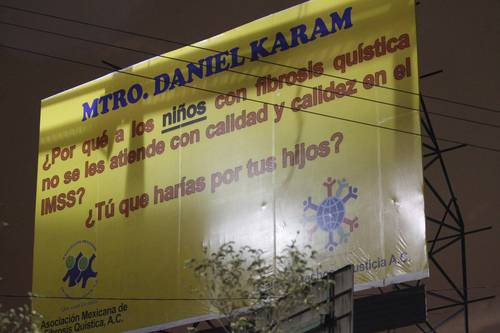 MTRO. DANIEL KARAM
¿Por qué a los niños con fibrosis quística
no se les atiende con calidad y calidez en el
IMSS?
¿Tú que harías por tus hijos?
Asociación Mexicana de
Fibrosis Quística, A.C.
Quisticia A.C.